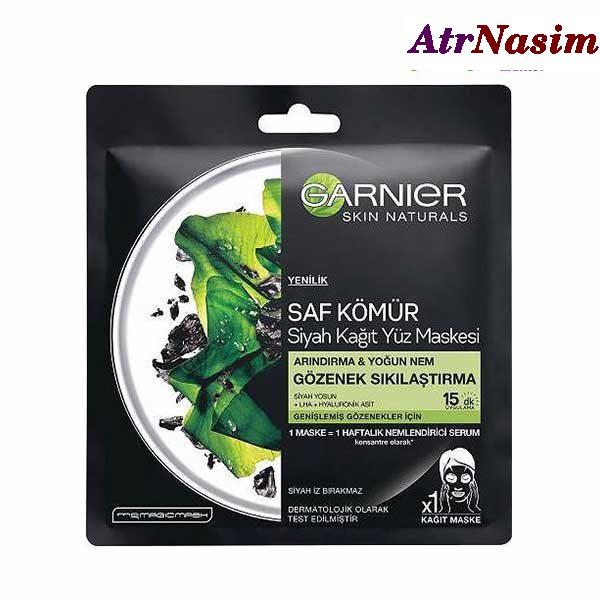 AtrNasim
GARNIER
SKIN NATURALS
YENİLİK
SAF KÖMÜR
Siyah Kağıt Yüz Maskesi
ARINDIRMA & YOĞUN NEM
GÖZENEK SIKILAŞTIRMA
SİYAH YOSUN
+ LHA + HYALURONİK ASİT
15 dk
UYGULAMA
GENİŞLEMİŞ GÖZENEKLER İÇİN
1 MASKE = 1 HAFTALIK NEMLENDİRİCİ SERUM
konsantre olarak*
SİYAH İZ BIRAKMAZ
DERMATOLOJİK OLARAK
TEST EDİLMİŞTİR
x1
KAĞIT MASKE